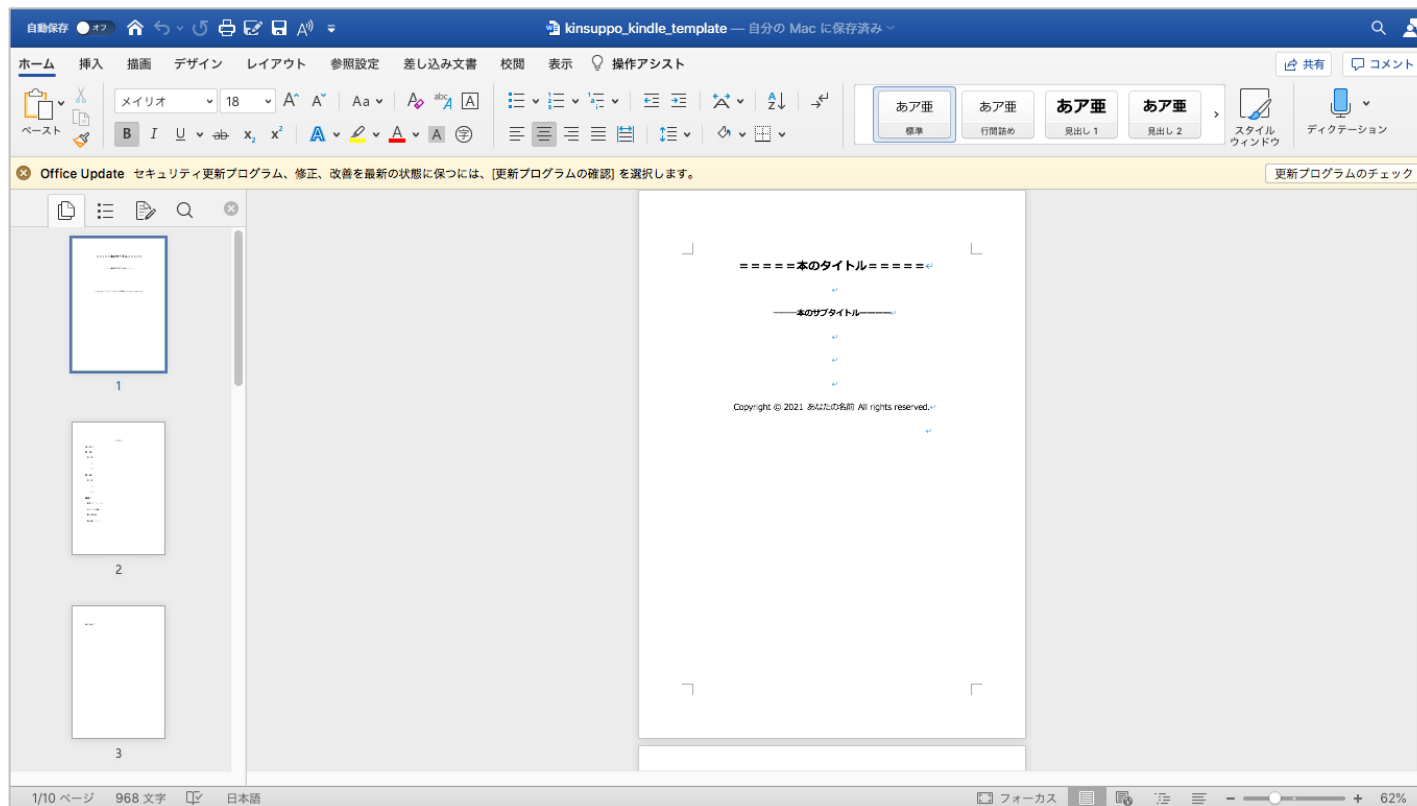 自動保存 オフ kinsuppo_kindle_template — 自分の Mac に保存済み
ホーム 挿入 描画 デザイン レイアウト 参照設定 差し込み文書 校閲 表示 操作アシスト 共有 コメント
ペースト メイリオ 18 Aa
B I U ab x₂ x² A A A 字
あア亜 あア亜 あア亜 あア亜
標準 行間詰め 見出し 1 見出し 2
スタイル
ウィンドウ
ディクテーション
Office Update セキュリティ更新プログラム、修正、改善を最新の状態に保つには、[更新プログラムの確認] を選択します。 更新プログラムのチェック
=====本のタイトル=====
———本のサブタイトル————
Copyright © 2021 あなたの名前 All rights reserved.
1
2
3
1/10 ページ 968 文字 日本語 フォーカス 62%